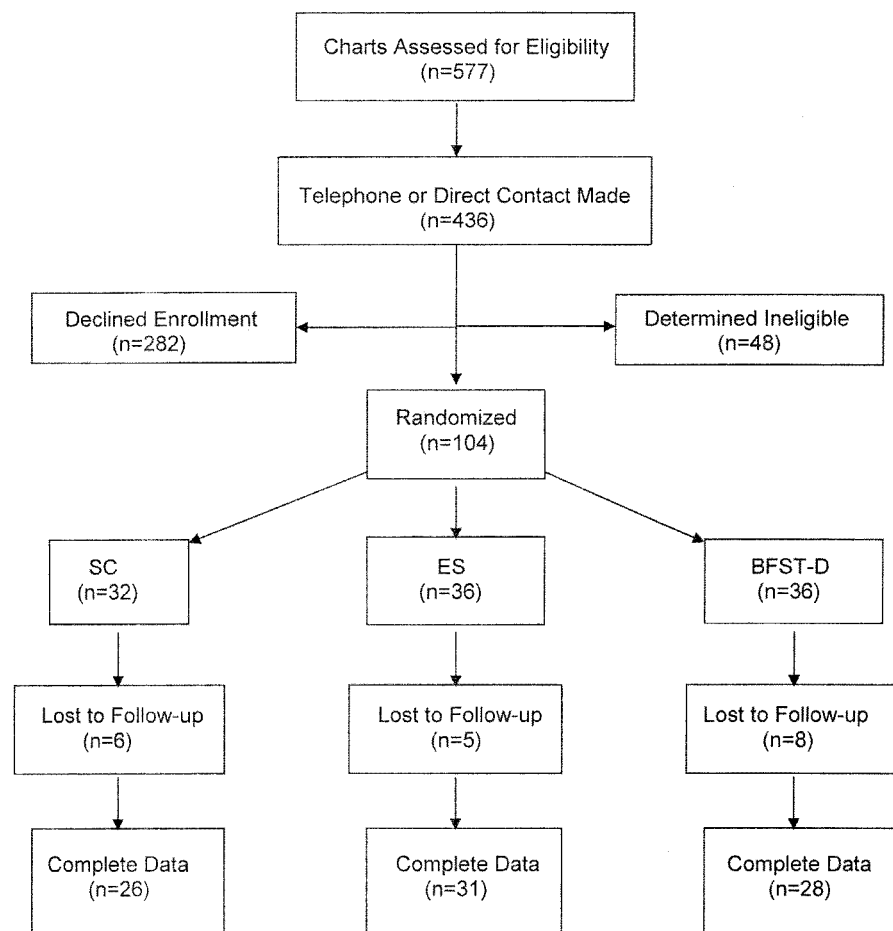 Charts Assessed for Eligibility
(n=577)
Telephone or Direct Contact Made
(n=436)
Declined Enrollment
(n=282)
Determined Ineligible
(n=48)
Randomized
(n=104)
SC
(n=32)
ES
(n=36)
BFST-D
(n=36)
Lost to Follow-up
(n=6)
Lost to Follow-up
(n=5)
Lost to Follow-up
(n=8)
Complete Data
(n=26)
Complete Data
(n=31)
Complete Data
(n=28)